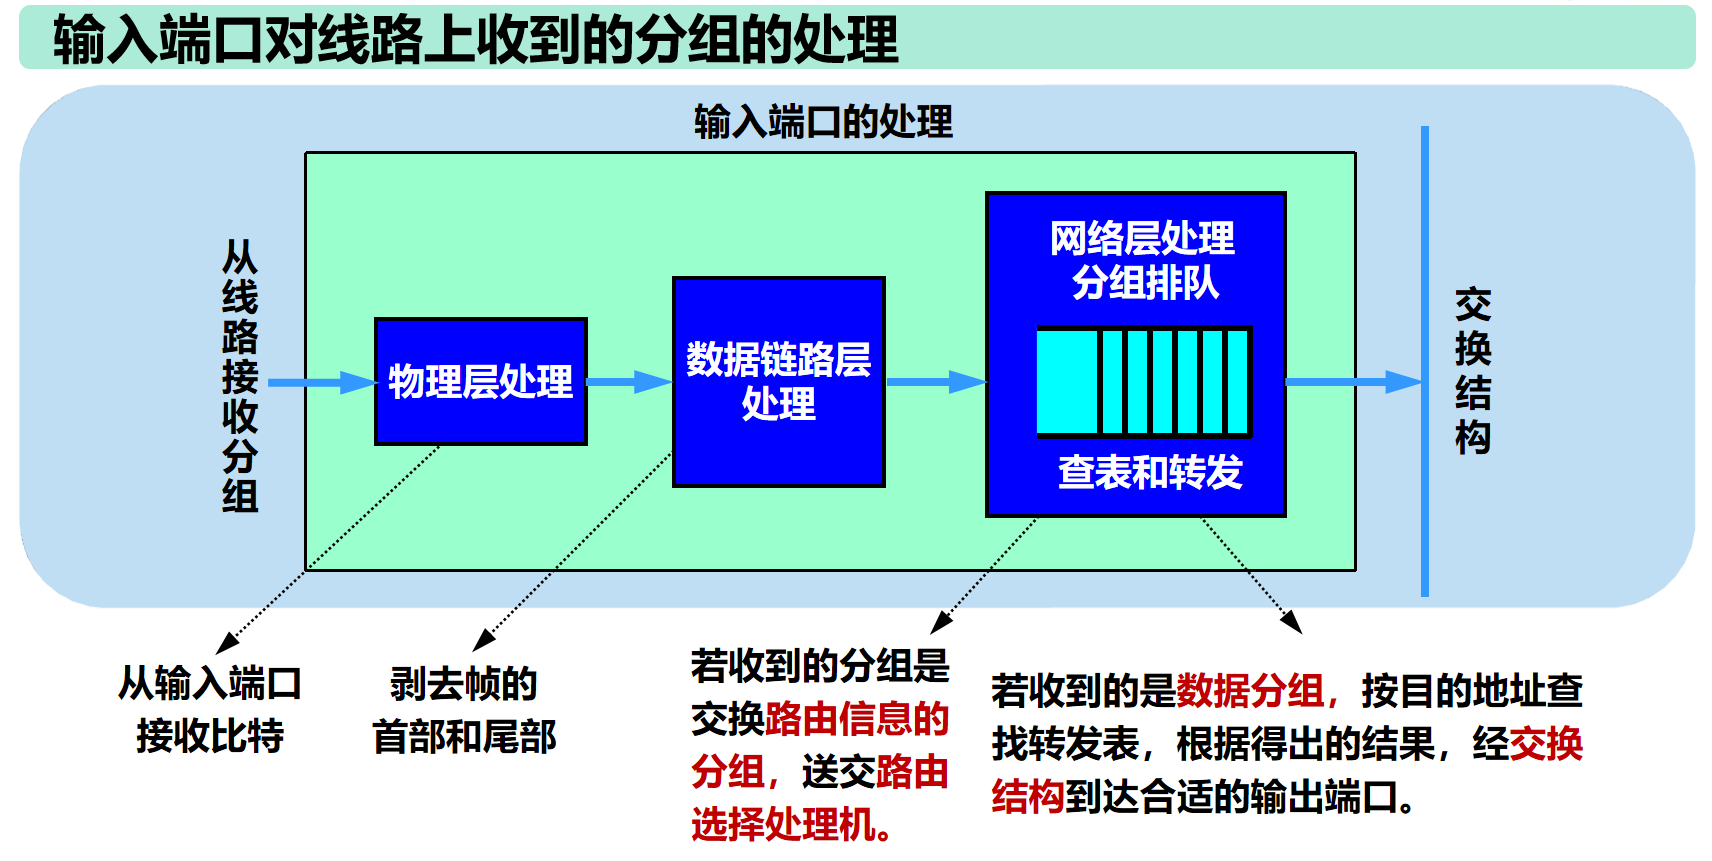 输入端口对线路上收到的分组的处理
输入端口的处理
从线路接收分组
物理层处理
数据链路层
处理
网络层处理
分组排队
查表和转发
交换结构
从输入端口
接收比特
剥去帧的
首部和尾部
若收到的分组是
交换路由信息的
分组，送交路由
选择处理机。
若收到的是数据分组，按目的地址查
找转发表，根据得出的结果，经交换
结构到达合适的输出端口。